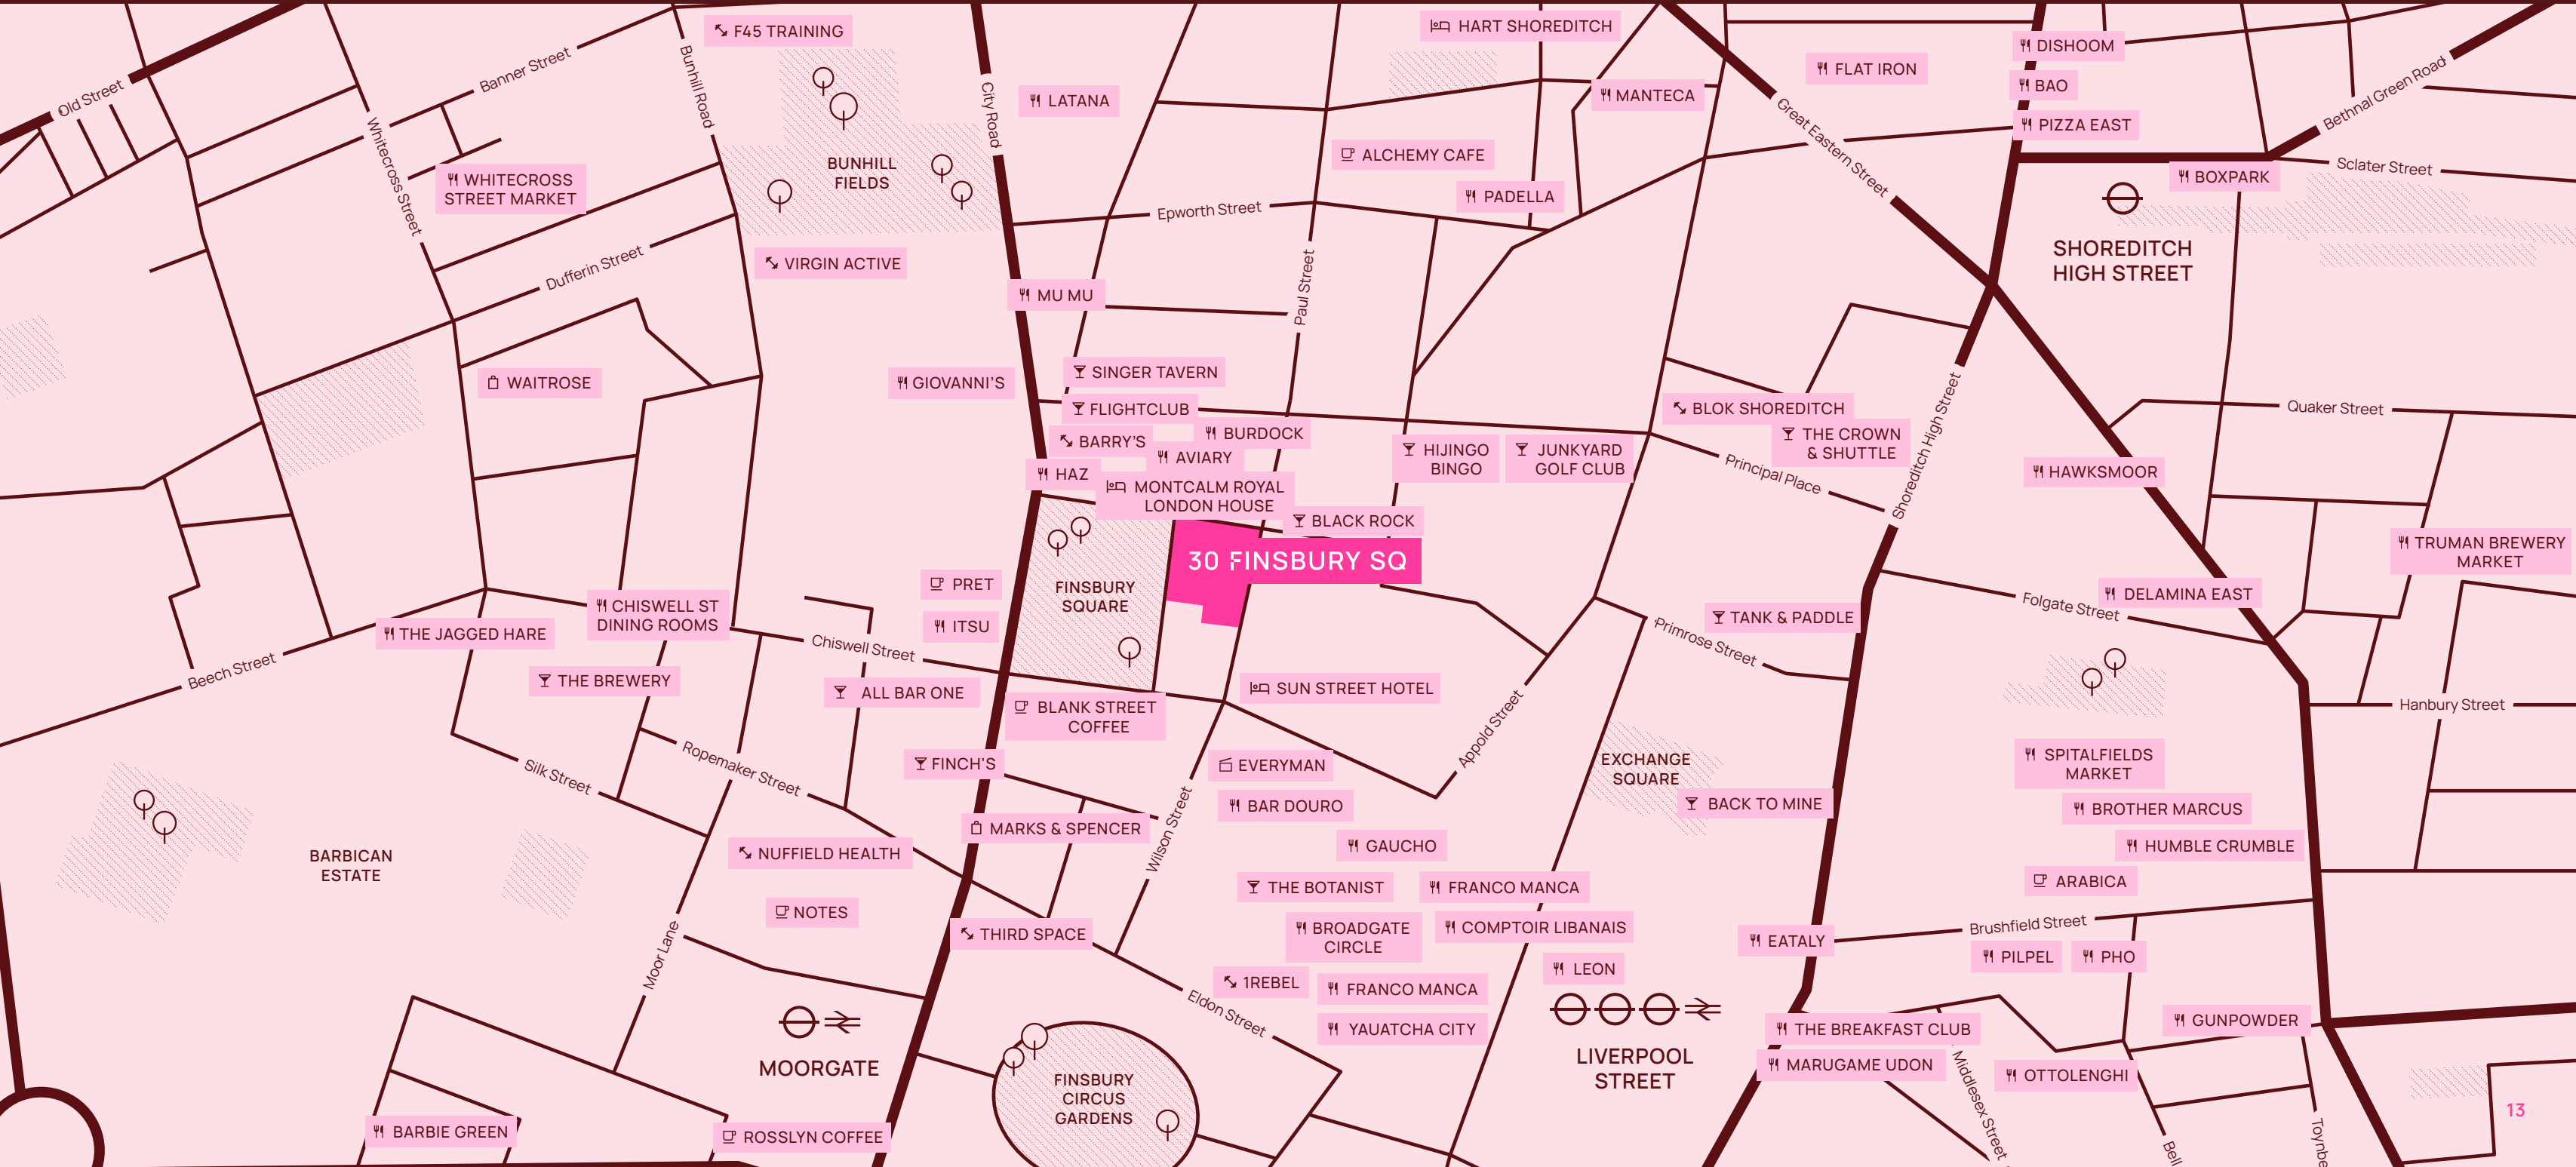 F45 TRAINING
HART SHOREDITCH
DISHOOM
FLAT IRON
BAO
Old Street
Banner Street
Bunhill Road
City Road
LATANA
MANTECA
Great Eastern Street
PIZZA EAST
Bethnal Green Road
Whitecross Street
WHITECROSS
STREET MARKET
BUNHILL
FIELDS
ALCHEMY CAFE
PADELLA
BOXPARK
Sclater Street
Epworth Street
SHOREDITCH
HIGH STREET
Dufferin Street
VIRGIN ACTIVE
MU MU
Paul Street
WAITROSE
GIOVANNI'S
SINGER TAVERN
FLIGHTCLUB
BARRY'S
BURDOCK
AVIARY
HAZ
MONTCALM ROYAL
LONDON HOUSE
HIJINGO
BINGO
JUNKYARD
GOLF CLUB
BLOK SHOREDITCH
THE CROWN
& SHUTTLE
Principal Place
Shoreditch High Street
Quaker Street
HAWKSMOOR
BLACK ROCK
30 FINSBURY SQ
TRUMAN BREWERY
MARKET
PRET
FINSBURY
SQUARE
ITSU
CHISWELL ST
DINING ROOMS
THE JAGGED HARE
Chiswell Street
Beech Street
THE BREWERY
ALL BAR ONE
BLANK STREET
COFFEE
SUN STREET HOTEL
Primrose Street
TANK & PADDLE
Folgate Street
DELAMINA EAST
Hanbury Street
Appold Street
Silk Street
Ropemaker Street
FINCH'S
EVERYMAN
EXCHANGE
SQUARE
SPITALFIELDS
MARKET
BAR DOURO
BACK TO MINE
BROTHER MARCUS
MARKS & SPENCER
Wilson Street
GAUCHO
HUMBLE CRUMBLE
BARBICAN
ESTATE
NUFFIELD HEALTH
THE BOTANIST
FRANCO MANCA
ARABICA
NOTES
THIRD SPACE
BROADGATE
CIRCLE
COMPTOIR LIBANAIS
EATALY
Brushfield Street
PILPEL
PHO
Moor Lane
1REBEL
FRANCO MANCA
LEON
Eldon Street
YAUATCHA CITY
THE BREAKFAST CLUB
GUNPOWDER
MOORGATE
LIVERPOOL
STREET
MARUGAME UDON
OTTOLENGHI
Middlesex Street
FINSBURY
CIRCUS
GARDENS
BARBIE GREEN
ROSSLYN COFFEE
Bell
Toynbe
13